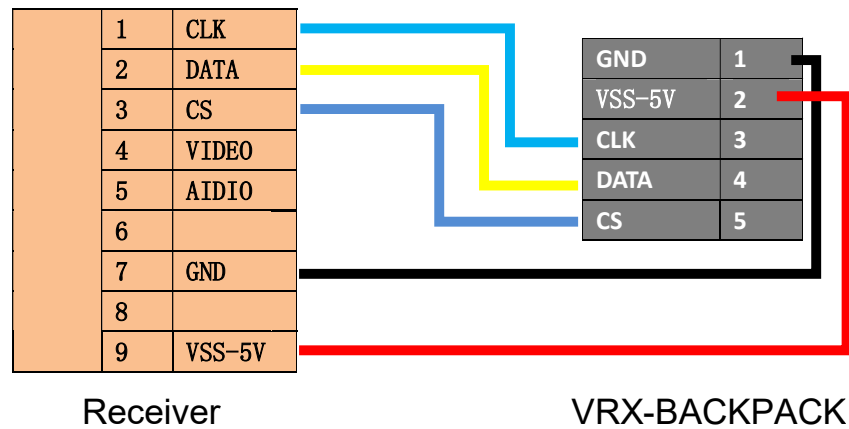 1 CLK
2 DATA
3 CS
4 VIDEO
5 AIDIO
6
7 GND
8
9 VSS-5V
Receiver
GND 1
VSS-5V 2
CLK 3
DATA 4
CS 5
VRX-BACKPACK